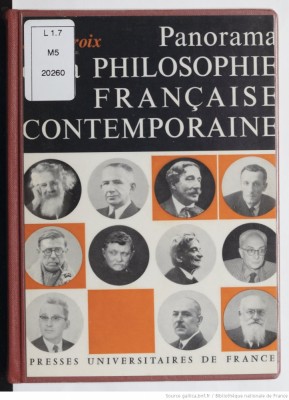 L 1.7
M5
20260
roix
Panorama
PHILOSOPHIE
FRANÇAISE
CONTEMPORAINE
PRESSES UNIVERSITAIRES DE FRANCE
Source gallica.bnf.fr / Bibliothèque nationale de France